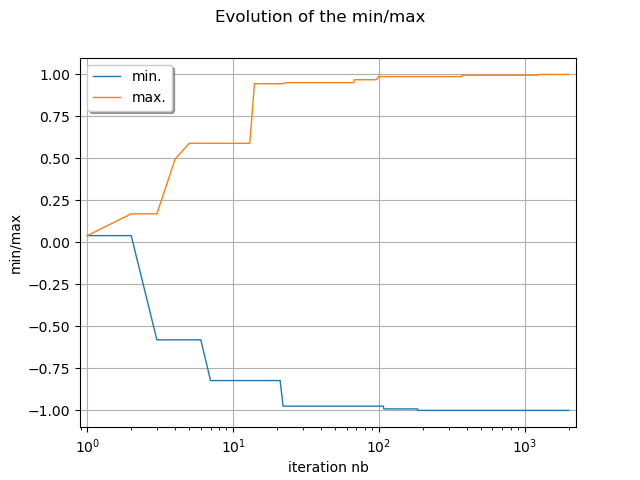 Evolution of the min/max
min.
max.
1.00
0.75
0.50
0.25
0.00
−0.25
−0.50
−0.75
−1.00
min/max
10⁰
10¹
10²
10³
iteration nb